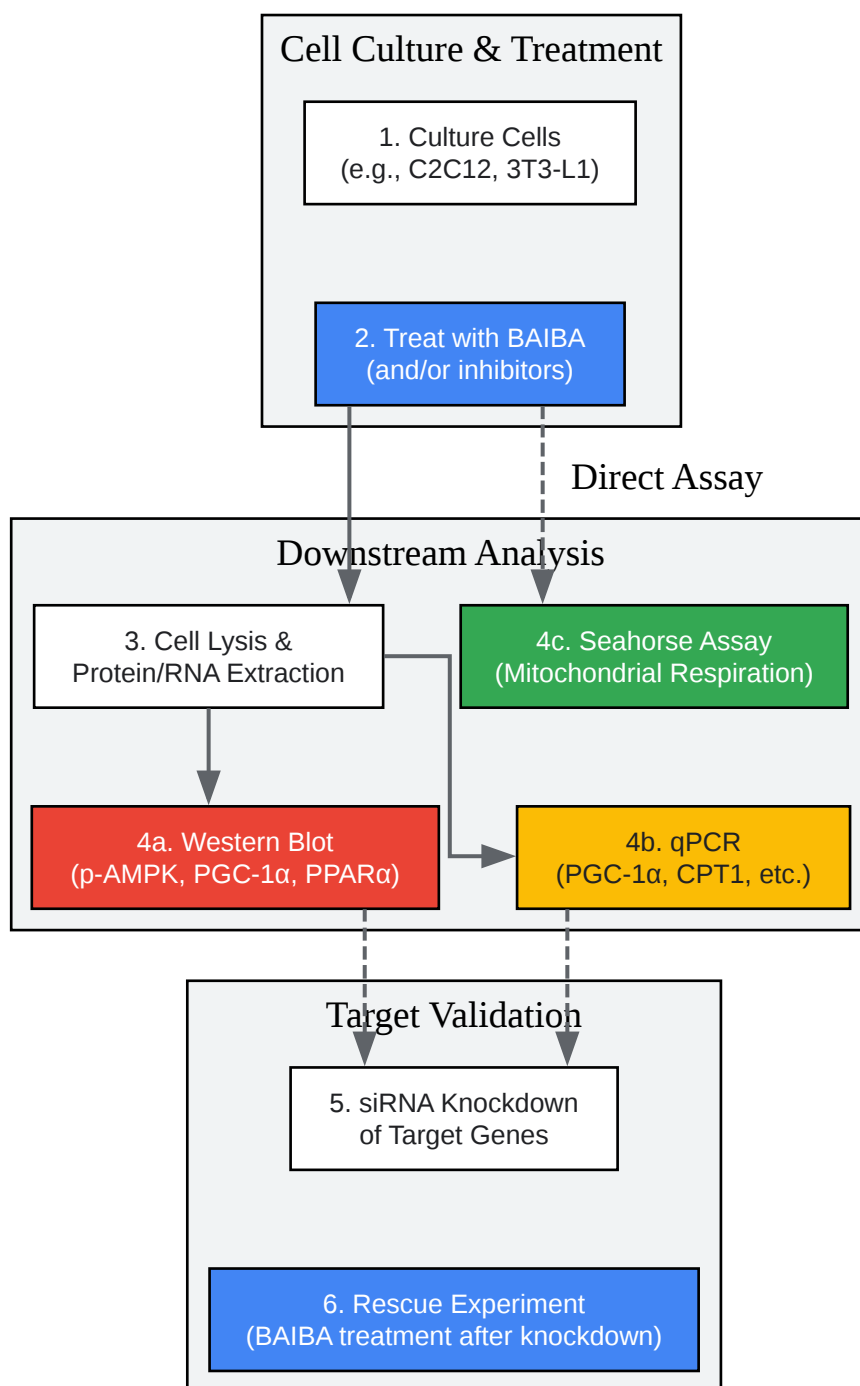 Cell Culture & Treatment
1. Culture Cells
(e.g., C2C12, 3T3-L1)
2. Treat with BAIBA
(and/or inhibitors)
Direct Assay
Downstream Analysis
3. Cell Lysis &
Protein/RNA Extraction
4c. Seahorse Assay
(Mitochondrial Respiration)
4a. Western Blot
(p-AMPK, PGC-1α, PPARα)
4b. qPCR
(PGC-1α, CPT1, etc.)
Target Validation
5. siRNA Knockdown
of Target Genes
6. Rescue Experiment
(BAIBA treatment after knockdown)